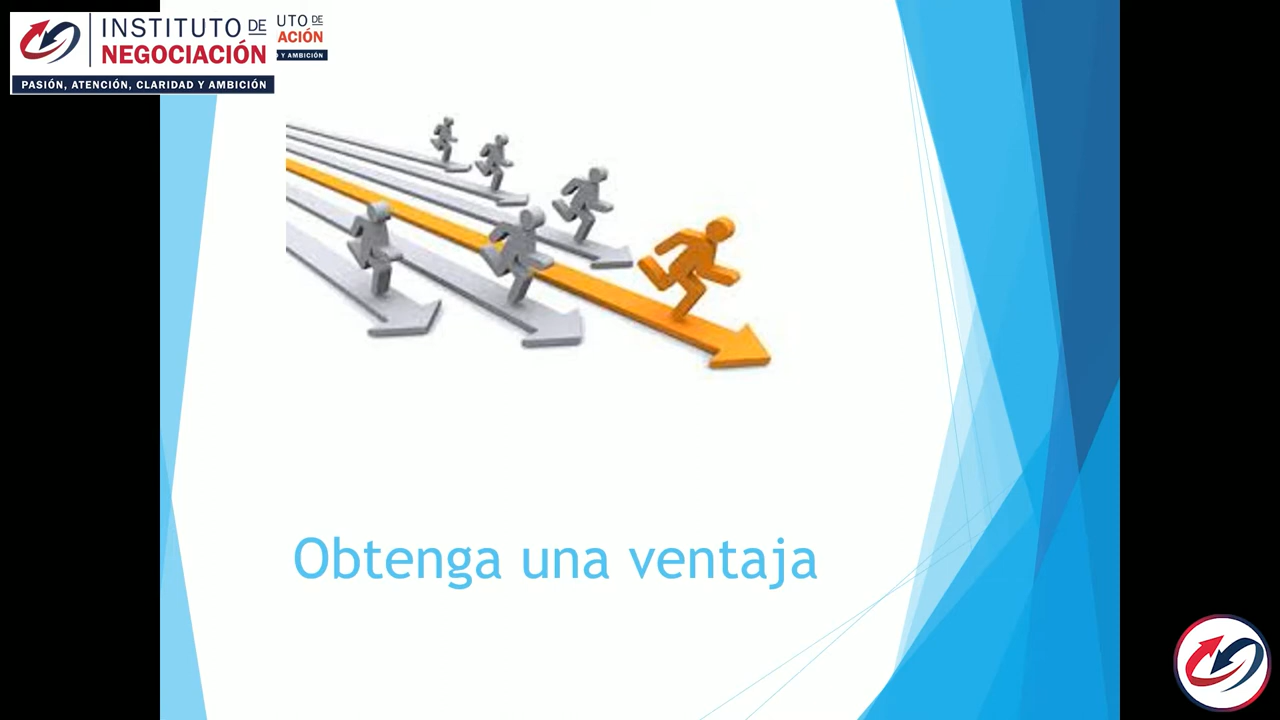 INSTITUTO DE
NEGOCIACIÓN
PASIÓN, ATENCIÓN, CLARIDAD Y AMBICIÓN
UTO DE
ACIÓN
Y AMBICIÓN
Obtenga una ventaja